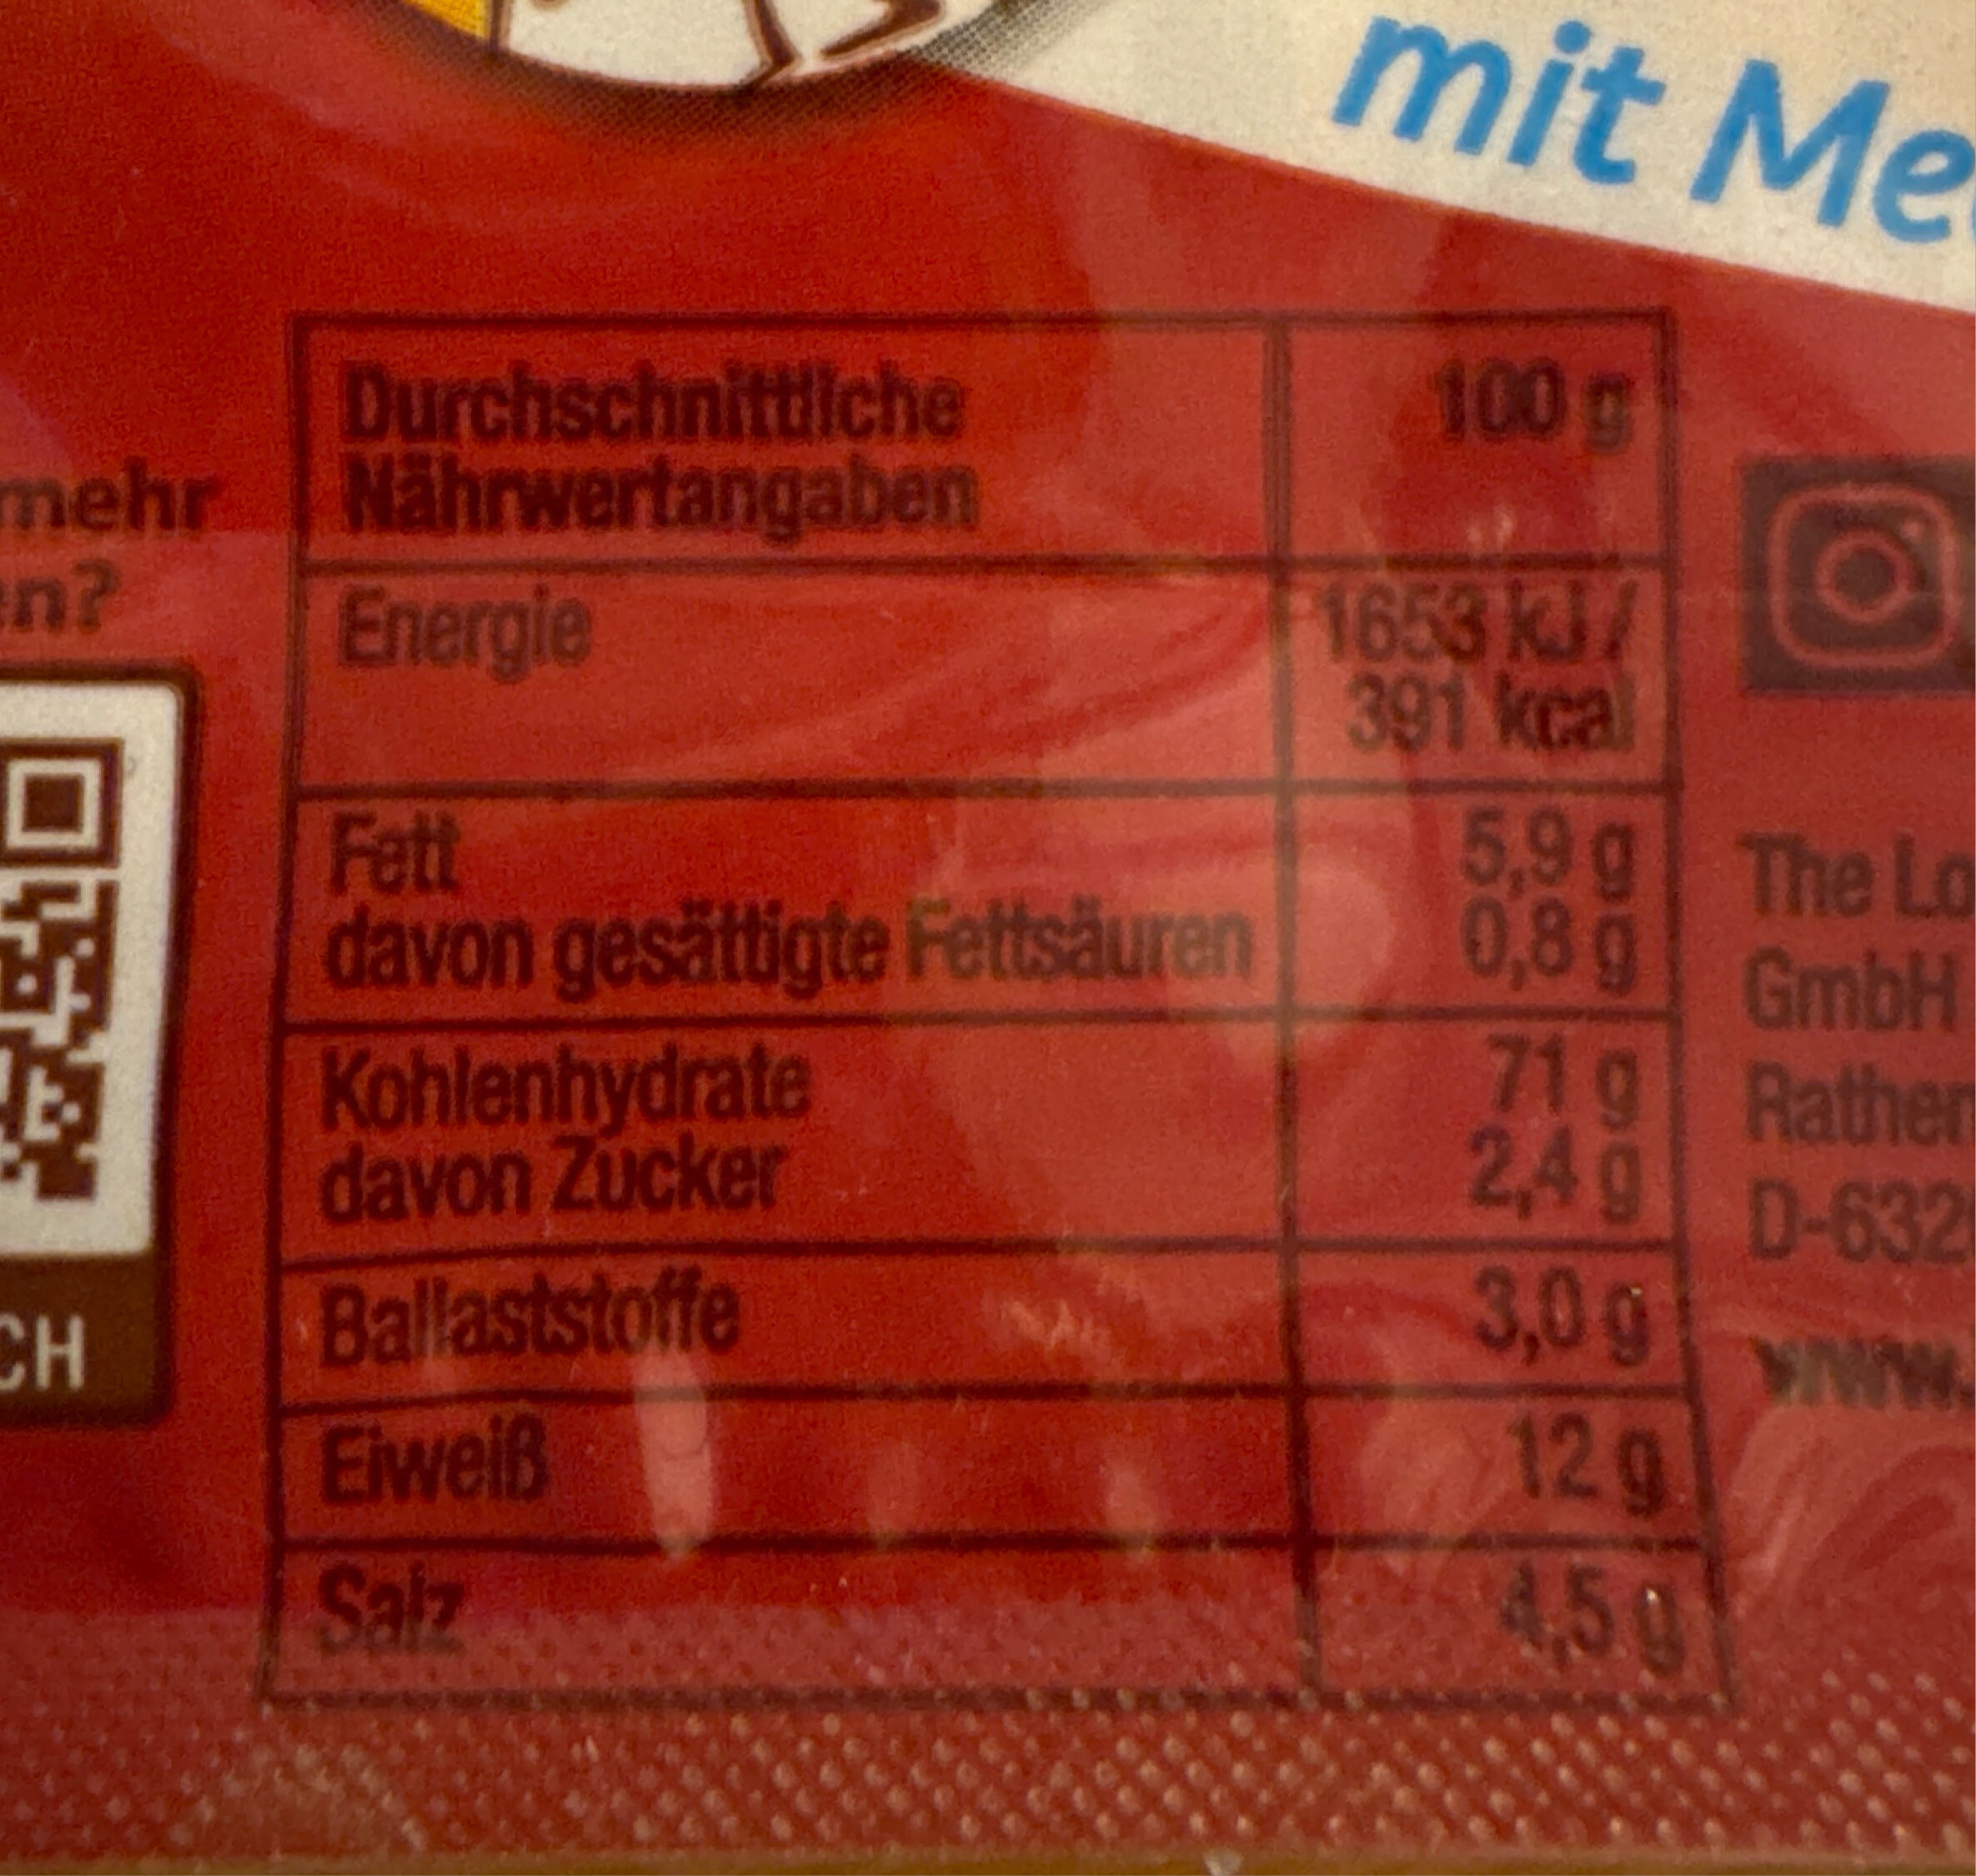 mit Me
mehr
en?
CH
Durchschnittliche
Nährwertangaben
100 g
Energie
1653 kJ /
391 kcal
Fett
5,9 g
davon gesättigte Fettsäuren
0,8 g
Kohlenhydrate
71 g
davon Zucker
2,4 g
Ballaststoffe
3,0 g
Eiweiß
12 g
Salz
4,5 g
The Lo
GmbH
Rathen
D-632
www.